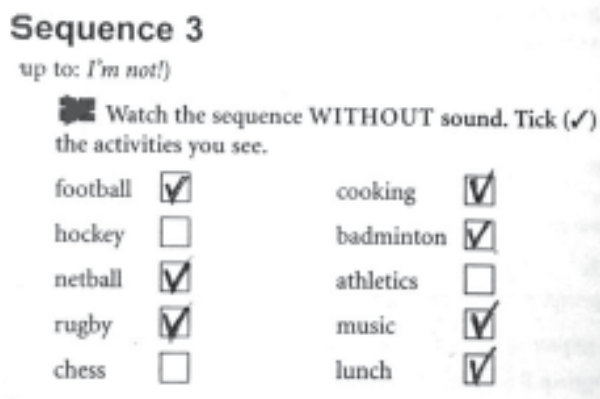 Sequence 3
up to: I'm not!)
Watch the sequence WITHOUT sound. Tick (✓)
the activities you see.
football ✓ cooking ✓
hockey badminton ✓
netball ✓ athletics
rugby ✓ music ✓
chess lunch ✓